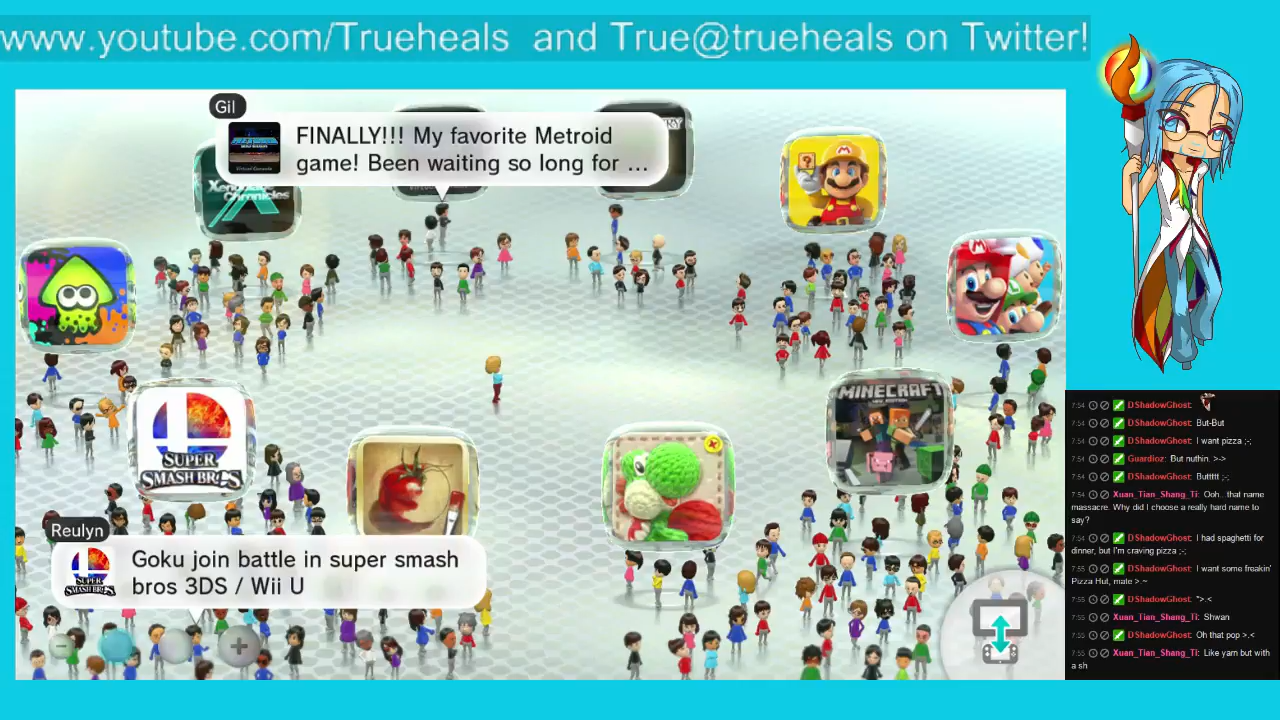 www.youtube.com/Trueheals and True@trueheals on Twitter!
Gil
FINALLY!!! My favorite Metroid
game! Been waiting so long for ...
Xenoblade
Chronicles
X
MINECRAFT
SUPER
SMASH BROS
Reulyn
Goku join battle in super smash
bros 3DS / Wii U
SUPER
SMASH BROS
7:54 DShadowGhost:
7:54 DShadowGhost: But-But
7:54 DShadowGhost: I want pizza ;-;
7:54 Guardioz: But nuthin. >->
7:54 DShadowGhost: Buttttt ;-;
7:54 Xuan_Tian_Shang_Ti: Ooh.. that name
massacre. Why did I choose a really hard name to
say?
7:54 DShadowGhost: I had spaghetti for
dinner, but I'm craving pizza ;-;
7:55 DShadowGhost: I want some freakin'
Pizza Hut, mate >.~
7:55 DShadowGhost: ">.<
7:55 Xuan_Tian_Shang_Ti: Shwan
7:55 DShadowGhost: Oh that pop >.<
7:55 Xuan_Tian_Shang_Ti: Like yarn but with
a sh